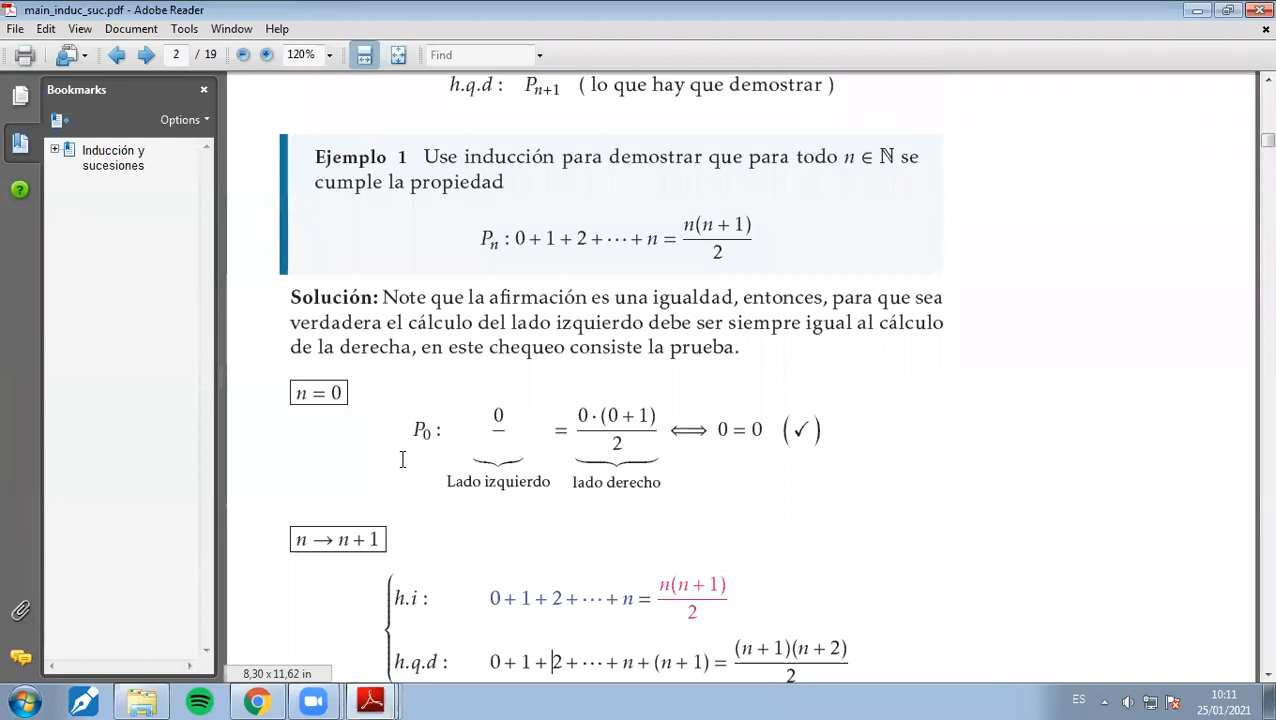 main_induc_suc.pdf - Adobe Reader
File Edit View Document Tools Window Help
2 / 19 120% Find
Bookmarks
Options
Inducción y
sucesiones
h.q.d : P_{n+1} ( lo que hay que demostrar )
Ejemplo 1 Use inducción para demostrar que para todo n ∈ ℕ se
cumple la propiedad
P_n : 0 + 1 + 2 + ··· + n = n(n + 1)/2
Solución: Note que la afirmación es una igualdad, entonces, para que sea
verdadera el cálculo del lado izquierdo debe ser siempre igual al cálculo
de la derecha, en este chequeo consiste la prueba.
n = 0
P_0 : 0 = 0 · (0 + 1)/2 ⟺ 0 = 0 (✓)
Lado izquierdo lado derecho
n → n + 1
h.i : 0 + 1 + 2 + ··· + n = n(n + 1)/2
h.q.d : 0 + 1 + 2 + ··· + n + (n + 1) = (n + 1)(n + 2)/2
8,30 x 11,62 in
ES 10:11
25/01/2021